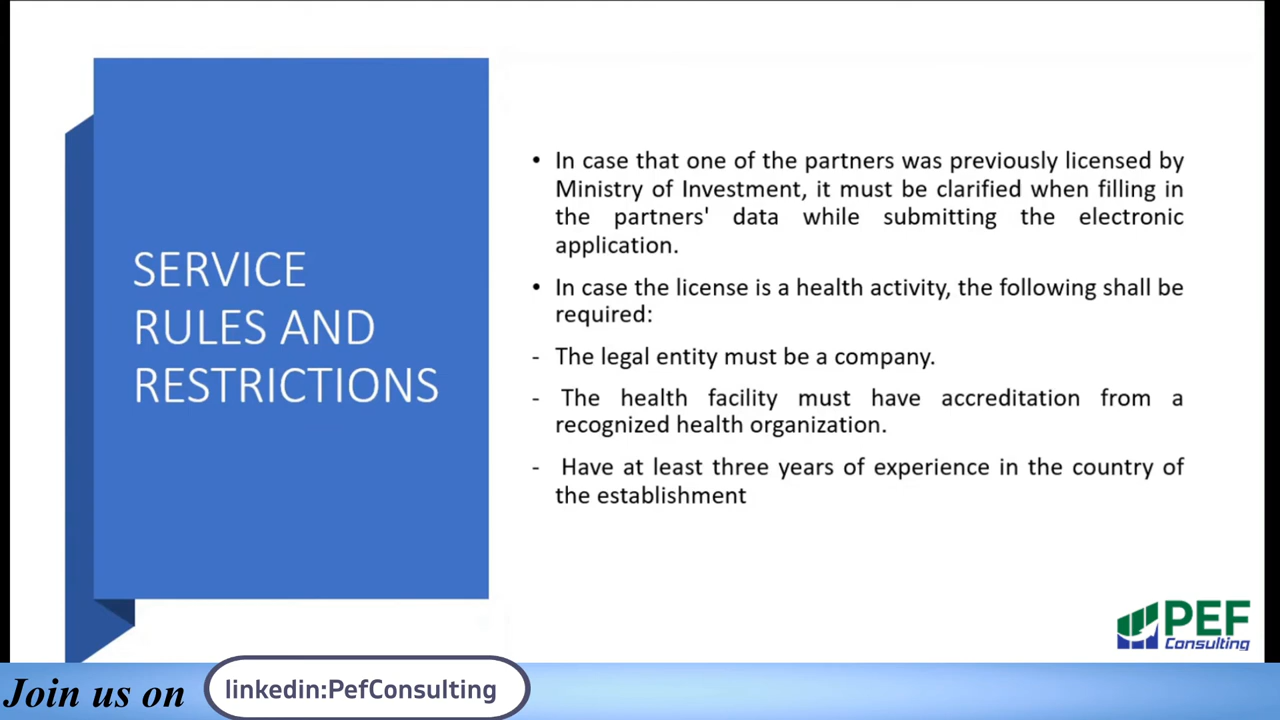 SERVICE
RULES AND
RESTRICTIONS
• In case that one of the partners was previously licensed by
Ministry of Investment, it must be clarified when filling in
the partners' data while submitting the electronic
application.
• In case the license is a health activity, the following shall be
required:
- The legal entity must be a company.
- The health facility must have accreditation from a
recognized health organization.
- Have at least three years of experience in the country of
the establishment
PEF
Consulting
Join us on
linkedin:PefConsulting